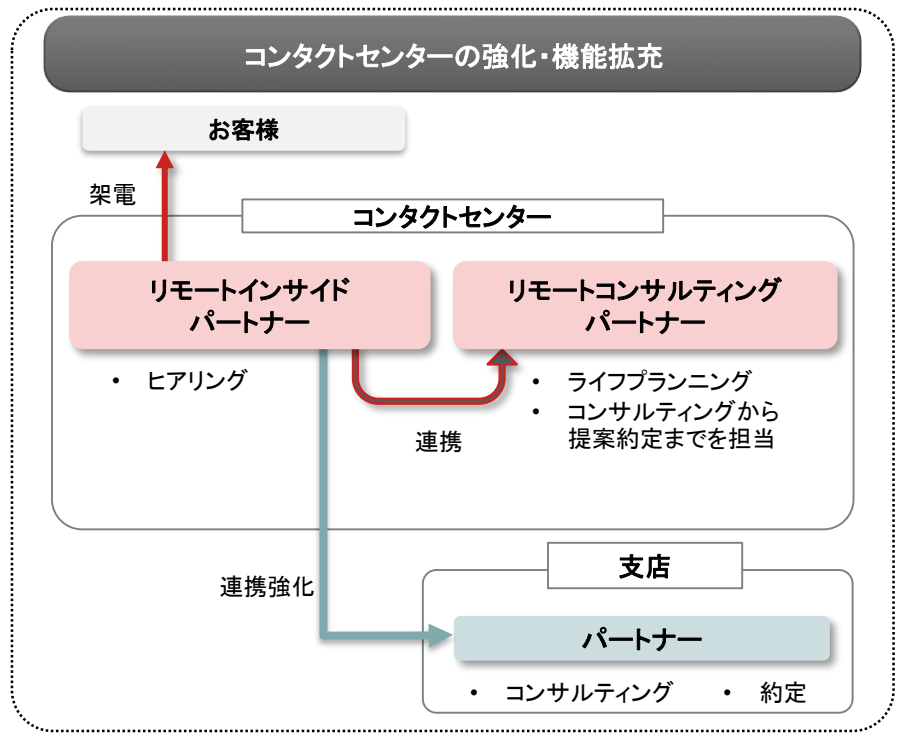 コンタクトセンターの強化・機能拡充
お客様
架電
コンタクトセンター
リモートインサイド
パートナー
• ヒアリング
リモートコンサルティング
パートナー
• ライフプランニング
• コンサルティングから
提案約定までを担当
連携
連携強化
支店
パートナー
• コンサルティング • 約定